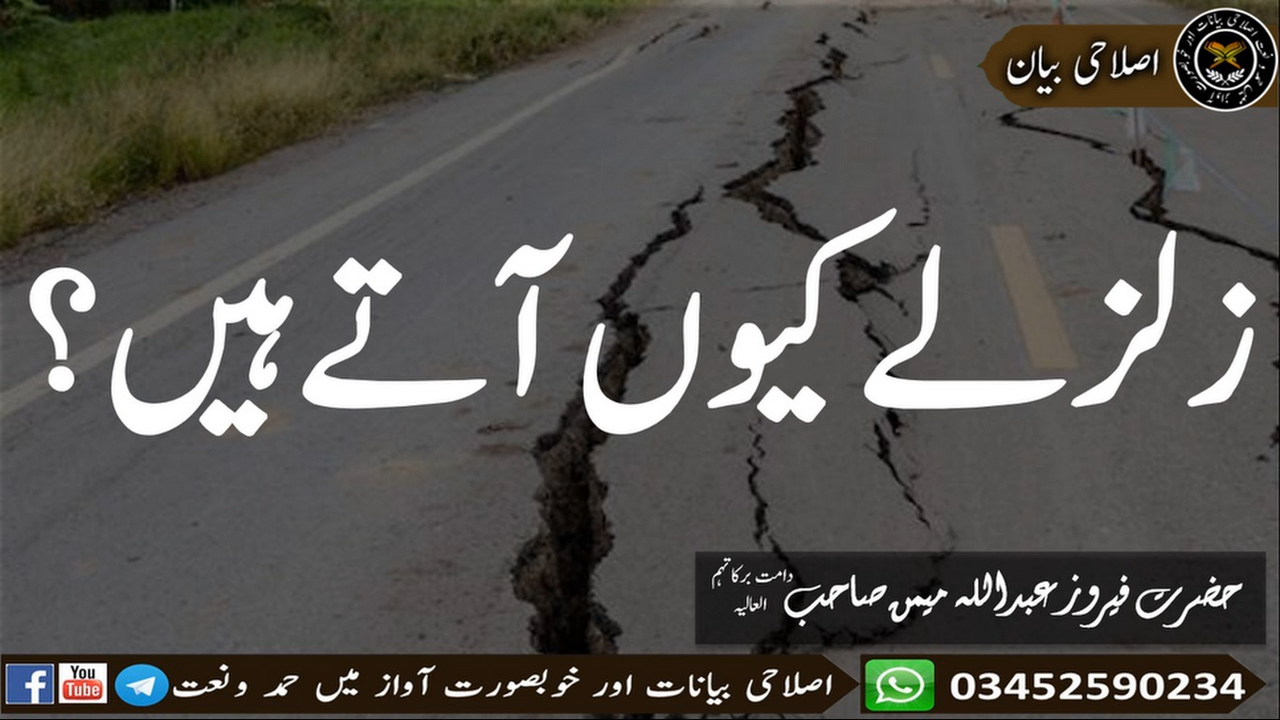 اصلاحی بیان
زلزلے کیوں آتے ہیں؟
حضرت فیروز عبداللہ میمن صاحب دامت برکاتہم العالیہ
You Tube
اصلاحی بیانات اور خوبصورت آواز میں حمد ونعت
03452590234